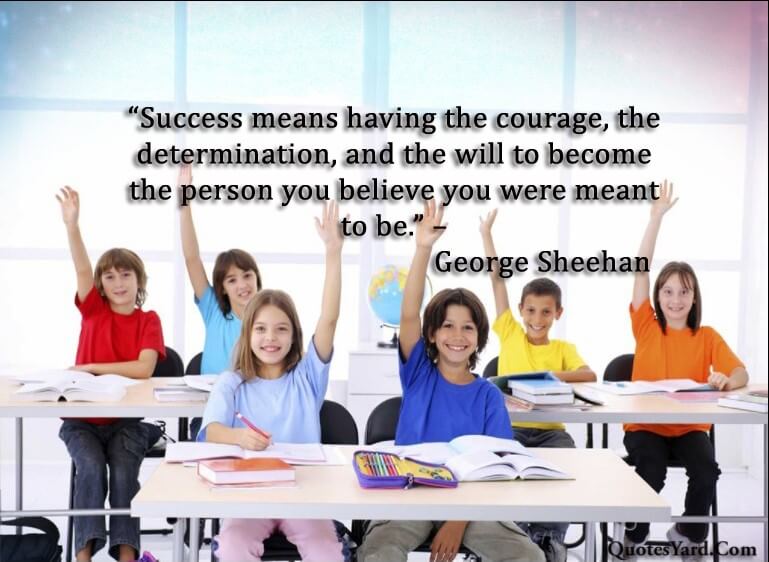 “Success means having the courage, the
determination, and the will to become
the person you believe you were meant
to be.” –
George Sheehan
QuotesYard.Com